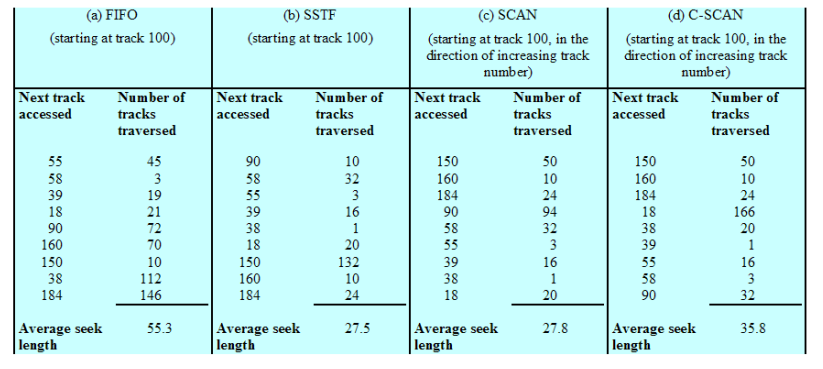 (a) FIFO (b) SSTF (c) SCAN (d) C-SCAN
(starting at track 100) (starting at track 100) (starting at track 100, in the (starting at track 100, in the
direction of increasing track direction of increasing track
number) number)
Next track Number of Next track Number of Next track Number of Next track Number of
accessed tracks accessed tracks accessed tracks accessed tracks
traversed traversed traversed traversed
55 45 90 10 150 50 150 50
58 3 58 32 160 10 160 10
39 19 55 3 184 24 184 24
18 21 39 16 90 94 18 166
90 72 38 1 58 32 38 20
160 70 18 20 55 3 39 1
150 10 150 132 39 16 55 16
38 112 160 10 38 1 58 3
184 146 184 24 18 20 90 32
Average seek 55.3 Average seek 27.5 Average seek 27.8 Average seek 35.8
length length length length